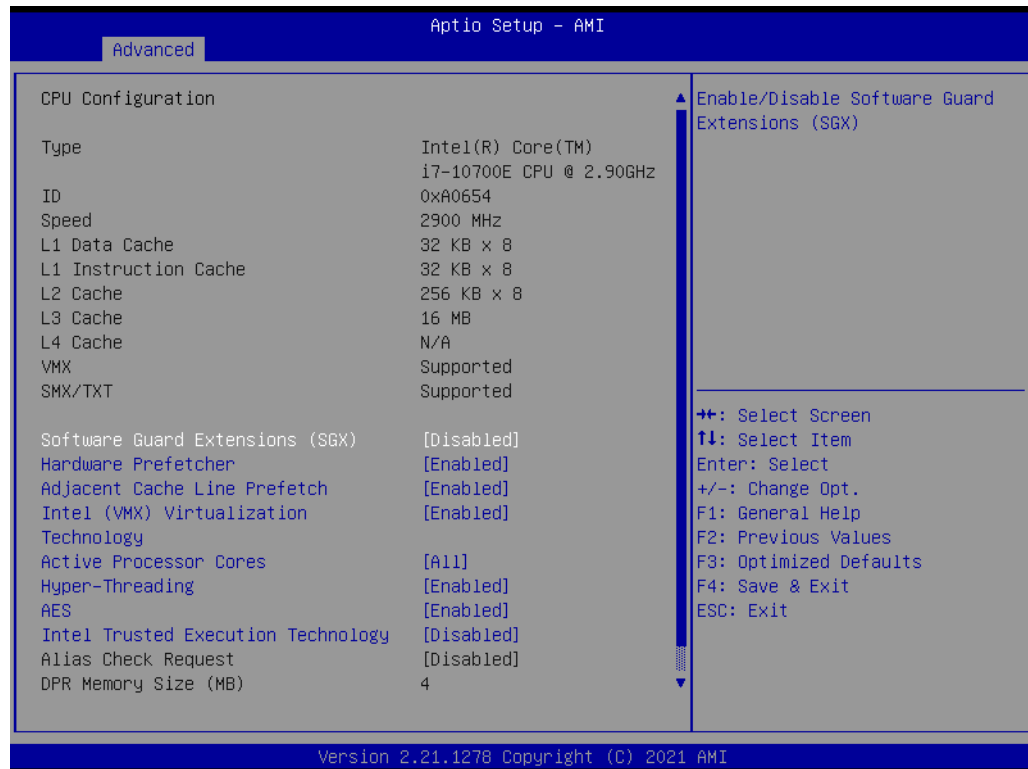 Aptio Setup - AMI
Advanced
CPU Configuration
Type Intel(R) Core(TM)
i7-10700E CPU @ 2.90GHz
ID 0xA0654
Speed 2900 MHz
L1 Data Cache 32 KB x 8
L1 Instruction Cache 32 KB x 8
L2 Cache 256 KB x 8
L3 Cache 16 MB
L4 Cache N/A
VMX Supported
SMX/TXT Supported
Software Guard Extensions (SGX) [Disabled]
Hardware Prefetcher [Enabled]
Adjacent Cache Line Prefetch [Enabled]
Intel (VMX) Virtualization [Enabled]
Technology
Active Processor Cores [All]
Hyper-Threading [Enabled]
AES [Enabled]
Intel Trusted Execution Technology [Disabled]
Alias Check Request [Disabled]
DPR Memory Size (MB) 4
Enable/Disable Software Guard
Extensions (SGX)
→←: Select Screen
↑↓: Select Item
Enter: Select
+/-: Change Opt.
F1: General Help
F2: Previous Values
F3: Optimized Defaults
F4: Save & Exit
ESC: Exit
Version 2.21.1278 Copyright (C) 2021 AMI